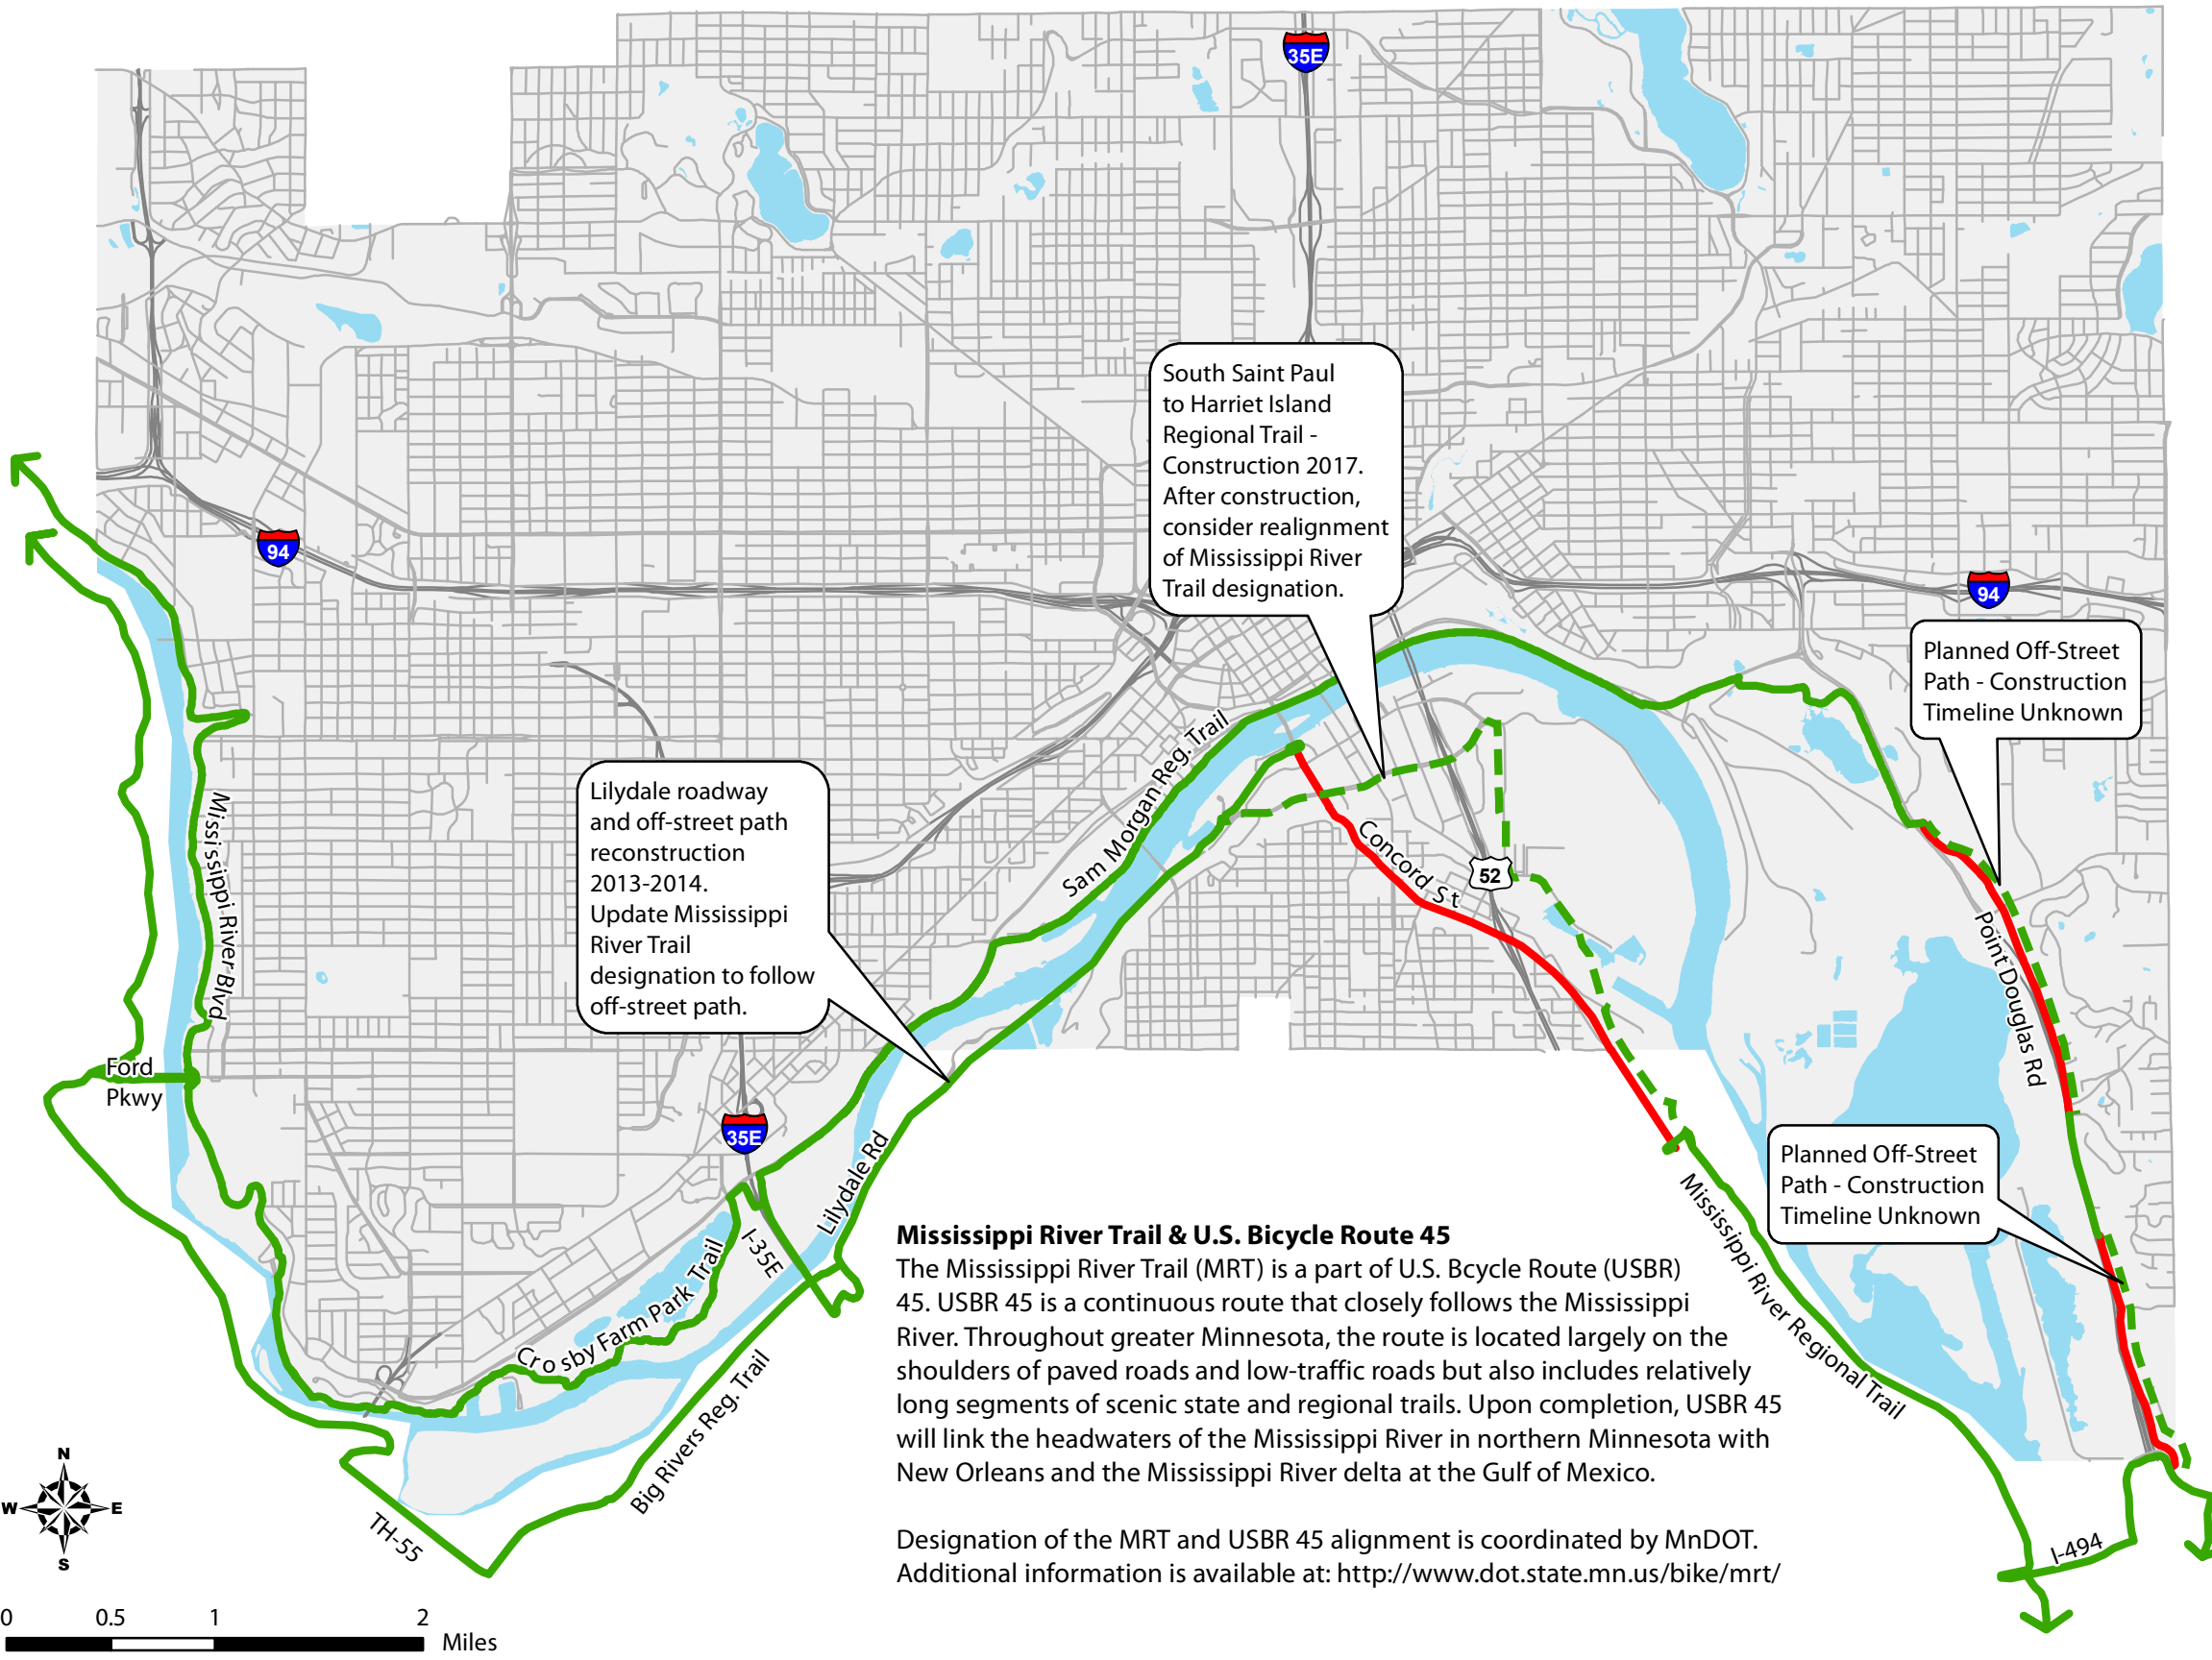 35E
South Saint Paul
to Harriet Island
Regional Trail -
Construction 2017.
After construction,
consider realignment
of Mississippi River
Trail designation.
94
94
Planned Off-Street
Path - Construction
Timeline Unknown
Sam Morgan Reg. Trail
Lilydale roadway
and off-street path
reconstruction
2013-2014.
Update Mississippi
River Trail
designation to follow
off-street path.
Mississippi River Blvd
Concord St
52
Point Douglas Rd
Ford
Pkwy
35E
Lilydale Rd
Planned Off-Street
Path - Construction
Timeline Unknown
I-35E
Crosby Farm Park Trail
Mississippi River Regional Trail
Mississippi River Trail & U.S. Bicycle Route 45
The Mississippi River Trail (MRT) is a part of U.S. Bcycle Route (USBR)
45. USBR 45 is a continuous route that closely follows the Mississippi
River. Throughout greater Minnesota, the route is located largely on the
shoulders of paved roads and low-traffic roads but also includes relatively
long segments of scenic state and regional trails. Upon completion, USBR 45
will link the headwaters of the Mississippi River in northern Minnesota with
New Orleans and the Mississippi River delta at the Gulf of Mexico.
Designation of the MRT and USBR 45 alignment is coordinated by MnDOT.
Additional information is available at: http://www.dot.state.mn.us/bike/mrt/
Big Rivers Reg. Trail
TH-55
I-494
N
W E
S
0 0.5 1 2
Miles